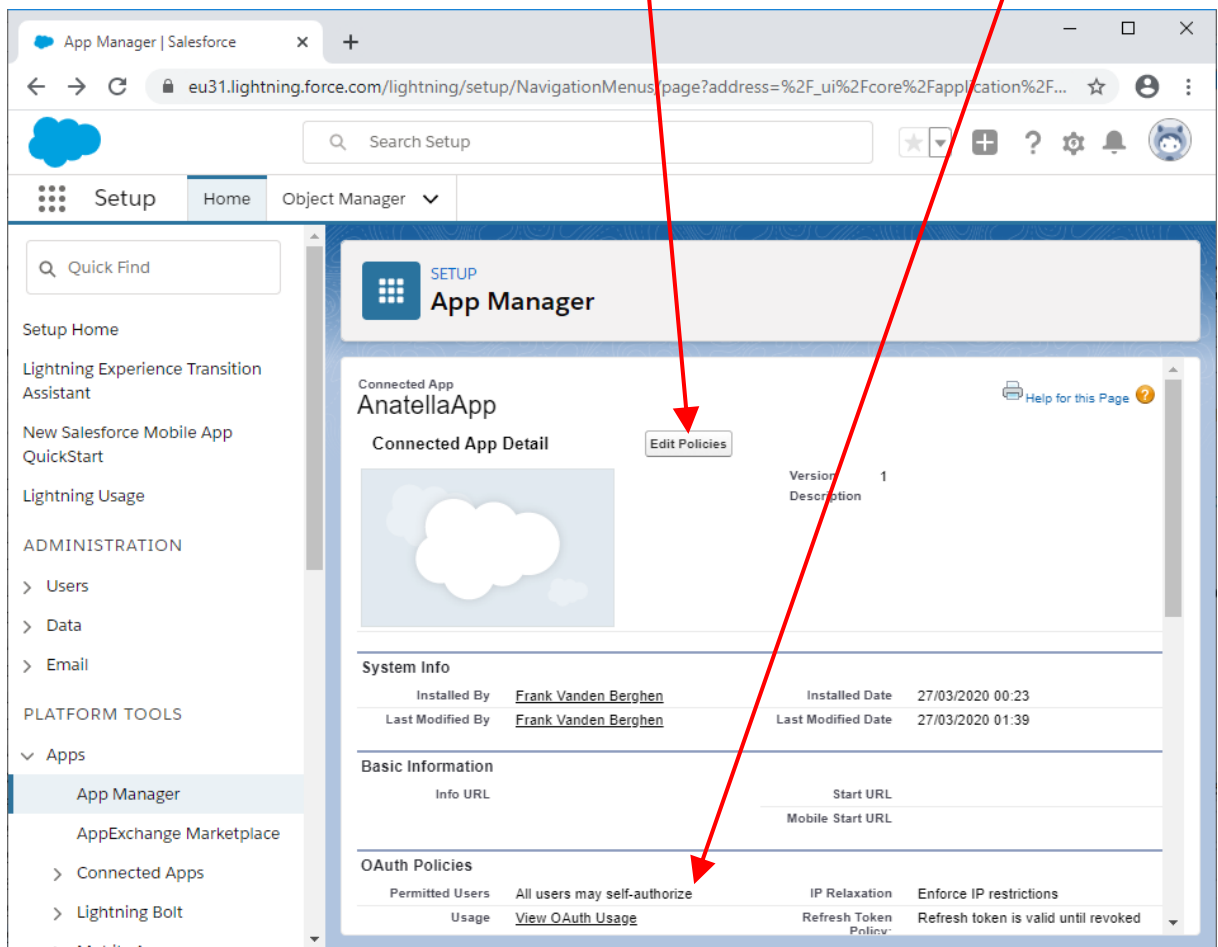 App Manager | Salesforce
eu31.lightning.force.com/lightning/setup/NavigationMenus/page?address=%2F_ui%2Fcore%2Fapplication%2F...
Search Setup
Setup Home Object Manager
Quick Find
Setup Home
Lightning Experience Transition
Assistant
New Salesforce Mobile App
QuickStart
Lightning Usage
ADMINISTRATION
Users
Data
Email
PLATFORM TOOLS
Apps
App Manager
AppExchange Marketplace
Connected Apps
Lightning Bolt
SETUP
App Manager
Connected App
AnatellaApp
Help for this Page
Connected App Detail Edit Policies
Version 1
Description
System Info
Installed By Frank Vanden Berghen Installed Date 27/03/2020 00:23
Last Modified By Frank Vanden Berghen Last Modified Date 27/03/2020 01:39
Basic Information
Info URL Start URL
Mobile Start URL
OAuth Policies
Permitted Users All users may self-authorize IP Relaxation Enforce IP restrictions
Usage View OAuth Usage Refresh Token Refresh token is valid until revoked
Policy: